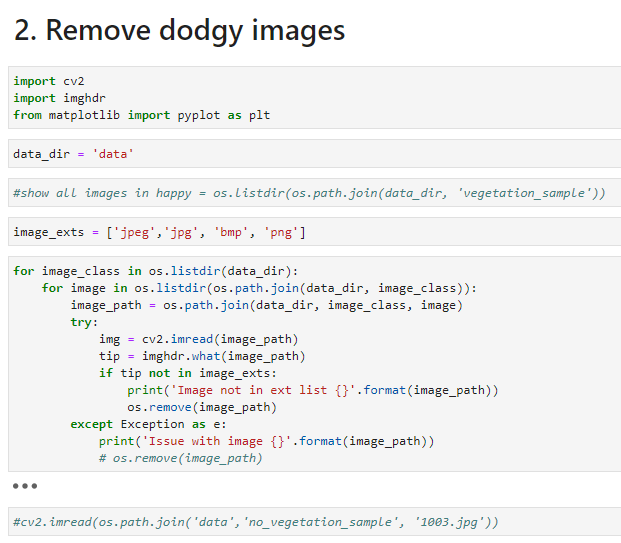 2. Remove dodgy images
import cv2
import imghdr
from matplotlib import pyplot as plt
data_dir = 'data'
#show all images in happy = os.listdir(os.path.join(data_dir, 'vegetation_sample'))
image_exts = ['jpeg','jpg', 'bmp', 'png']
for image_class in os.listdir(data_dir):
    for image in os.listdir(os.path.join(data_dir, image_class)):
        image_path = os.path.join(data_dir, image_class, image)
        try:
            img = cv2.imread(image_path)
            tip = imghdr.what(image_path)
            if tip not in image_exts:
                print('Image not in ext list {}'.format(image_path))
                os.remove(image_path)
        except Exception as e:
            print('Issue with image {}'.format(image_path))
            # os.remove(image_path)
•••
#cv2.imread(os.path.join('data','no_vegetation_sample', '1003.jpg'))